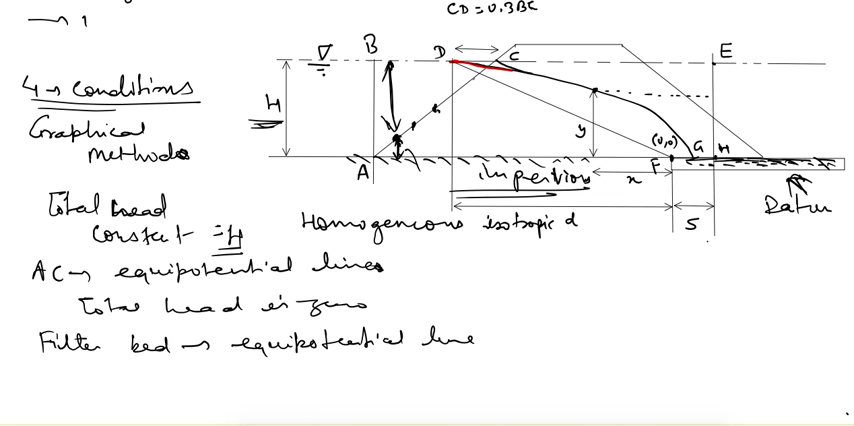 CD = 0.3BC
→ 1
B
D
C
E
4 → Conditions
H
Graphical
methods
y
(0,0)
G
H
A
F
x
impervious
Datum
Total head
constant = H
Homogeneous isotropic d
S
AC → equipotential lines
Total head is zero
Filter bed → equipotential line